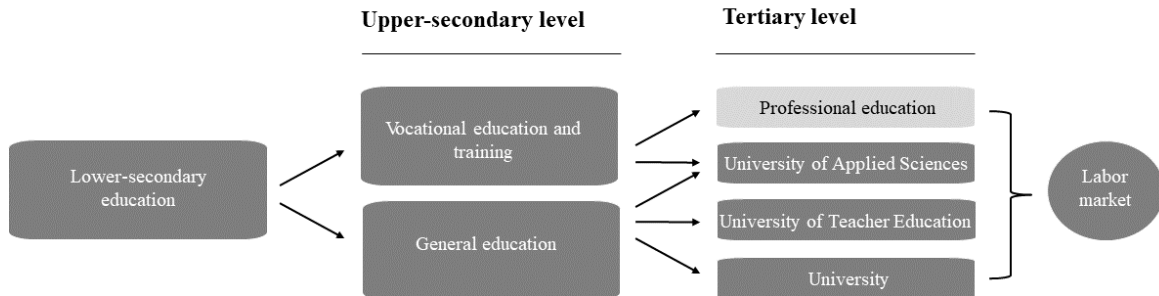 Upper-secondary level
Tertiary level
Lower-secondary
education
Vocational education and
training
General education
Professional education
University of Applied Sciences
University of Teacher Education
University
Labor
market